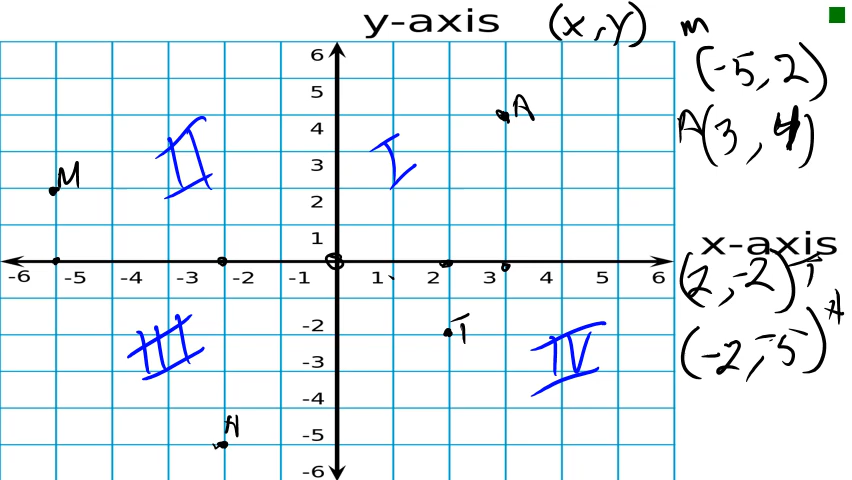 y-axis (x,y) m
(-5,2)
A(3,4)
6
5
4
3
2
1
A
M
II I
x-axis
-6 -5 -4 -3 -2 -1 1 2 3 4 5 6
(2,-2)T
(-2,-5)H
-2
-3
-4
-5
-6
T
III IV
H